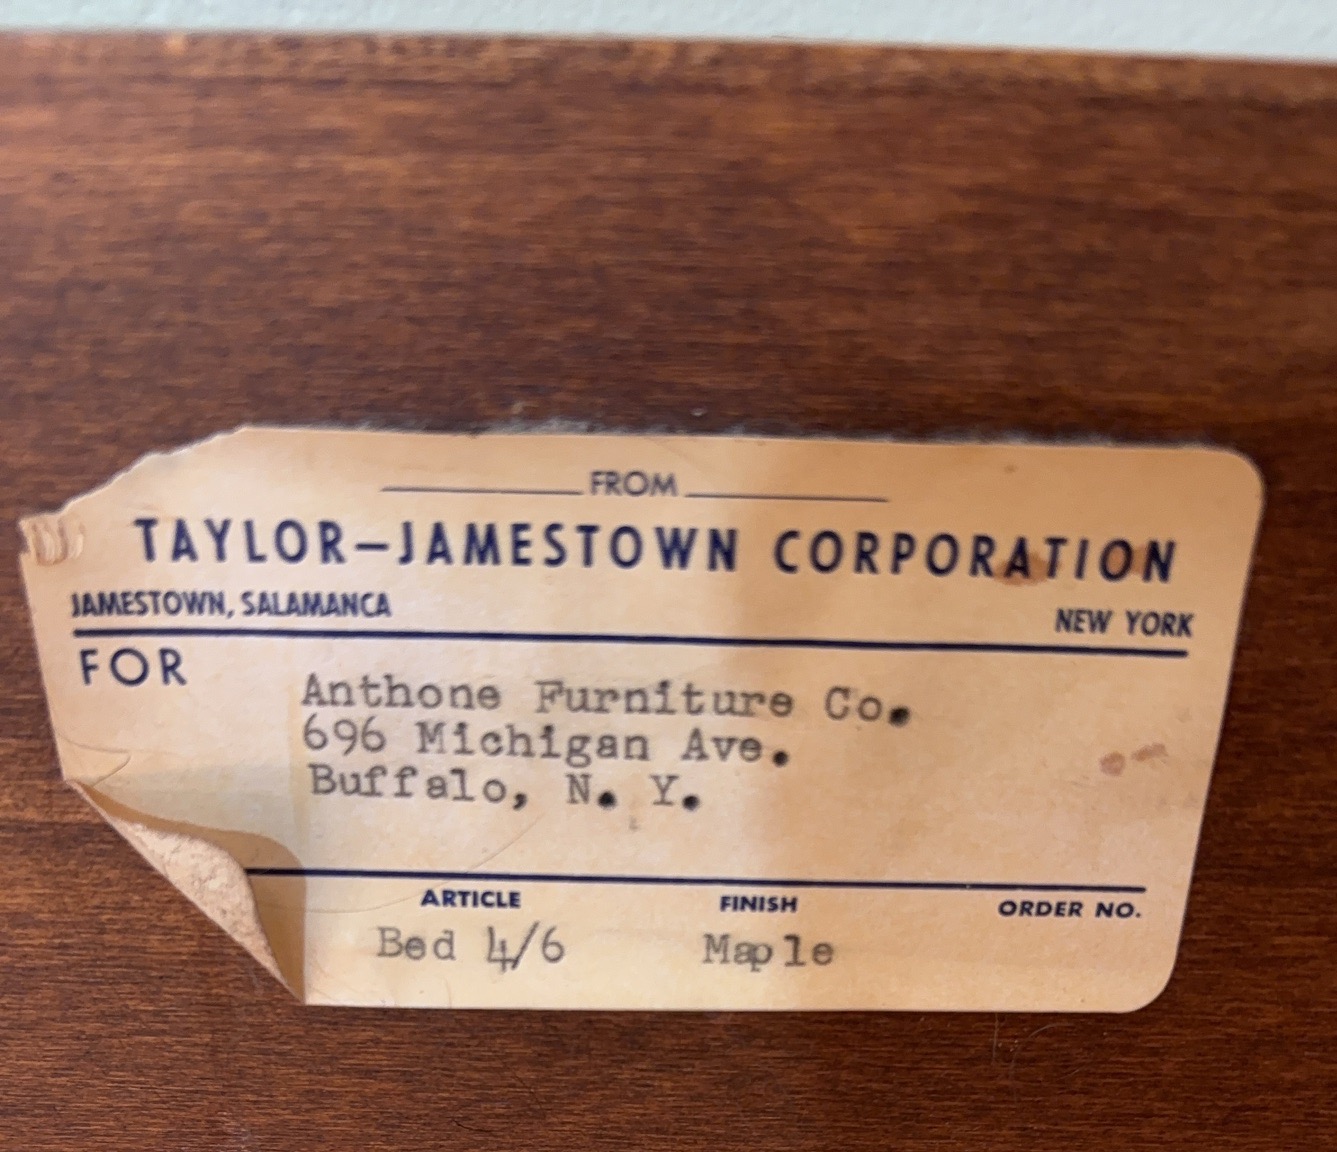 FROM
TAYLOR–JAMESTOWN CORPORATION
JAMESTOWN, SALAMANCA NEW YORK
FOR
Anthone Furniture Co.
696 Michigan Ave.
Buffalo, N. Y.
ARTICLE FINISH ORDER NO.
Bed 4/6 Maple